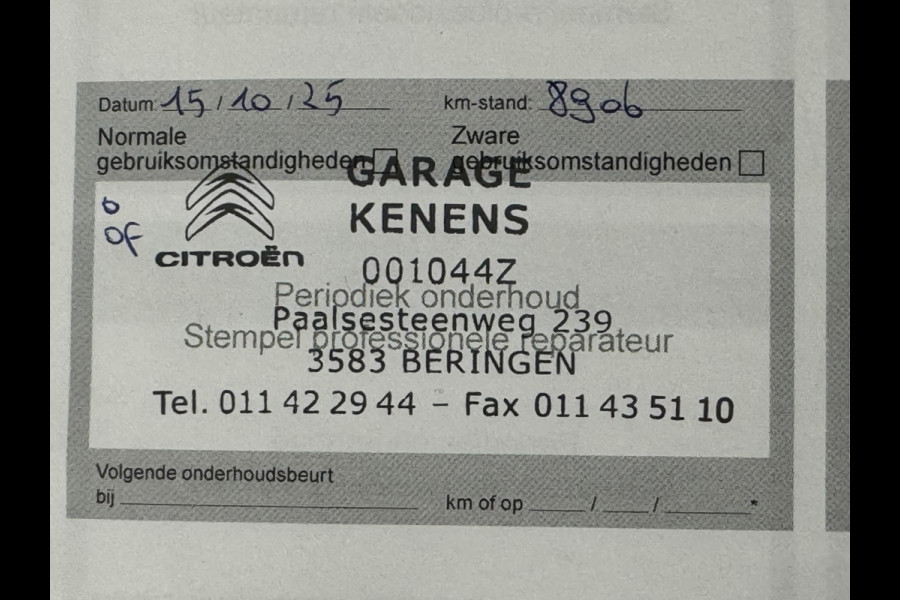 Datum: 15 / 10 / 25 km-stand: 8906
Normale gebruiksomstandigheden
Zware gebruiksomstandigheden
GARAGE
KENENS
o
OF
CITROËN
001044Z
Periodiek onderhoud
Paalsesteenweg 239
Stempel professionele reparateur
3583 BERINGEN
Tel. 011 42 29 44 – Fax 011 43 51 10
Volgende onderhoudsbeurt
bij km of op / / *